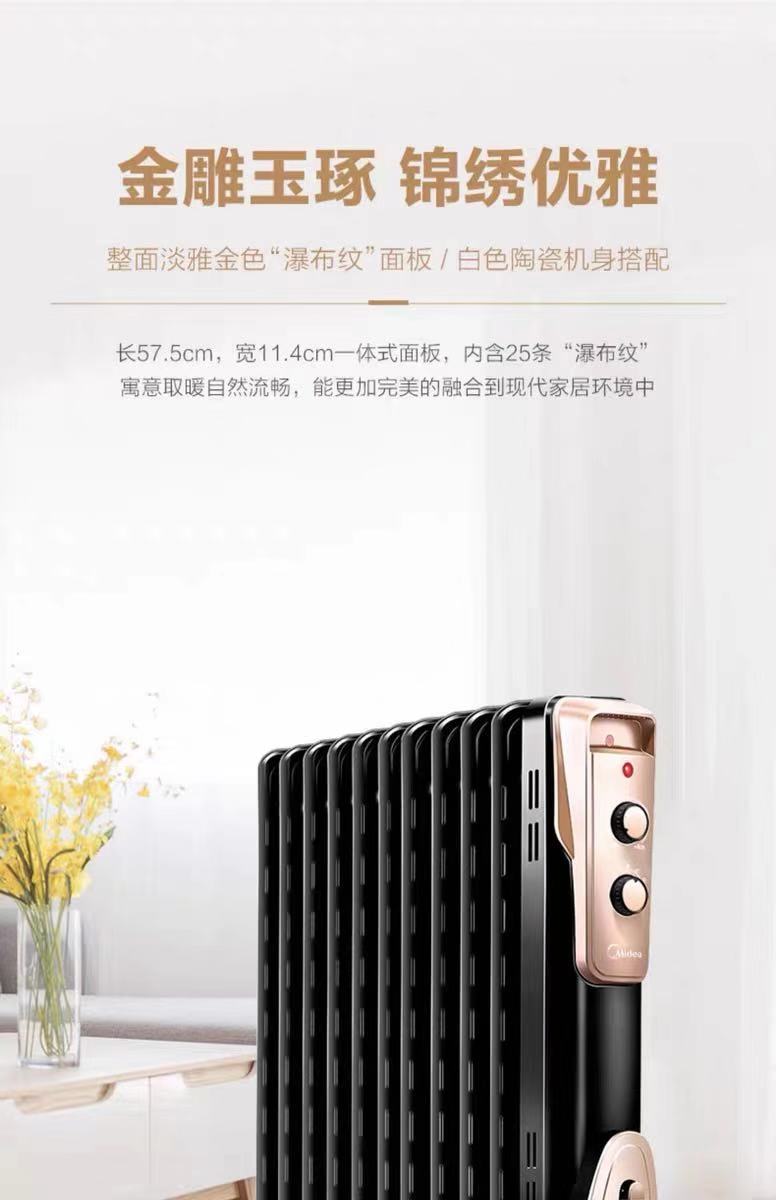 金雕玉琢 锦绣优雅
整面淡雅金色“瀑布纹”面板 / 白色陶瓷机身搭配
长57.5cm，宽11.4cm一体式面板，内含25条“瀑布纹”
寓意取暖自然流畅，能更加完美的融合到现代家居环境中
Midea